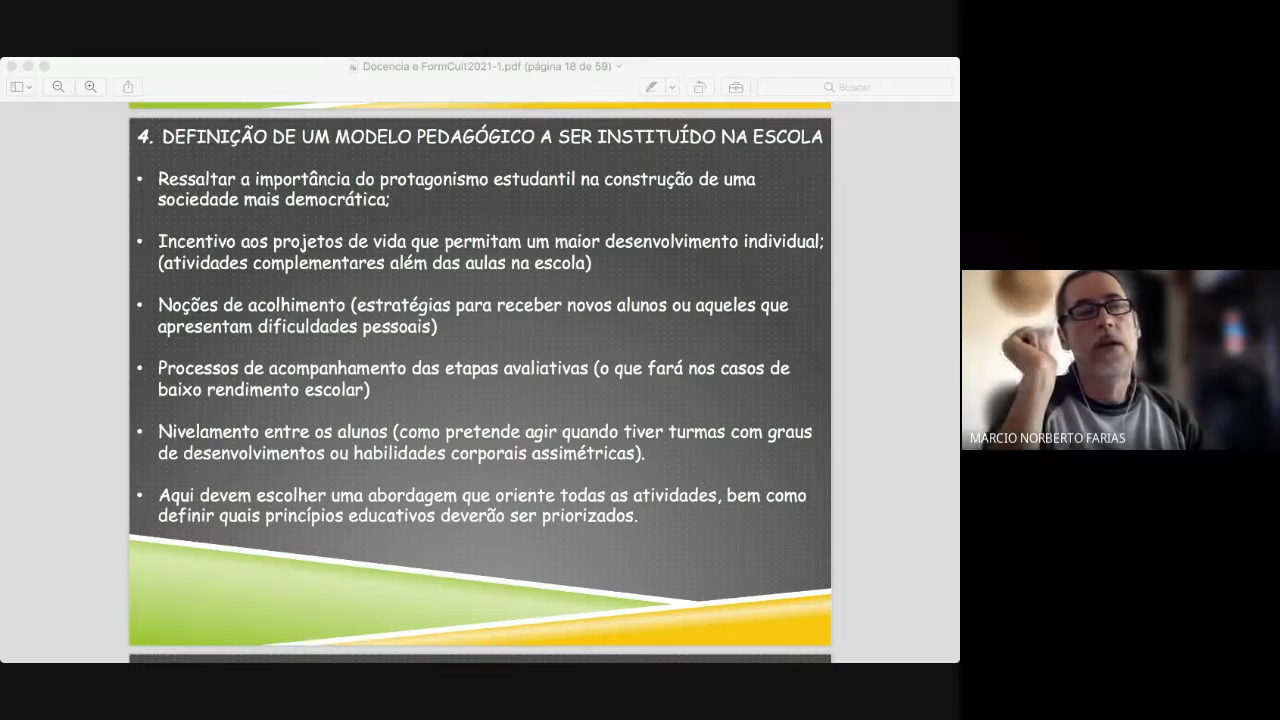 Docencia e FormCult2021-1.pdf (página 18 de 59)
Buscar
4. DEFINIÇÃO DE UM MODELO PEDAGÓGICO A SER INSTITUÍDO NA ESCOLA
• Ressaltar a importância do protagonismo estudantil na construção de uma
sociedade mais democrática;
• Incentivo aos projetos de vida que permitam um maior desenvolvimento individual;
(atividades complementares além das aulas na escola)
• Noções de acolhimento (estratégias para receber novos alunos ou aqueles que
apresentam dificuldades pessoais)
• Processos de acompanhamento das etapas avaliativas (o que fará nos casos de
baixo rendimento escolar)
• Nivelamento entre os alunos (como pretende agir quando tiver turmas com graus
de desenvolvimentos ou habilidades corporais assimétricas).
• Aqui devem escolher uma abordagem que oriente todas as atividades, bem como
definir quais princípios educativos deverão ser priorizados.
MARCIO NORBERTO FARIAS